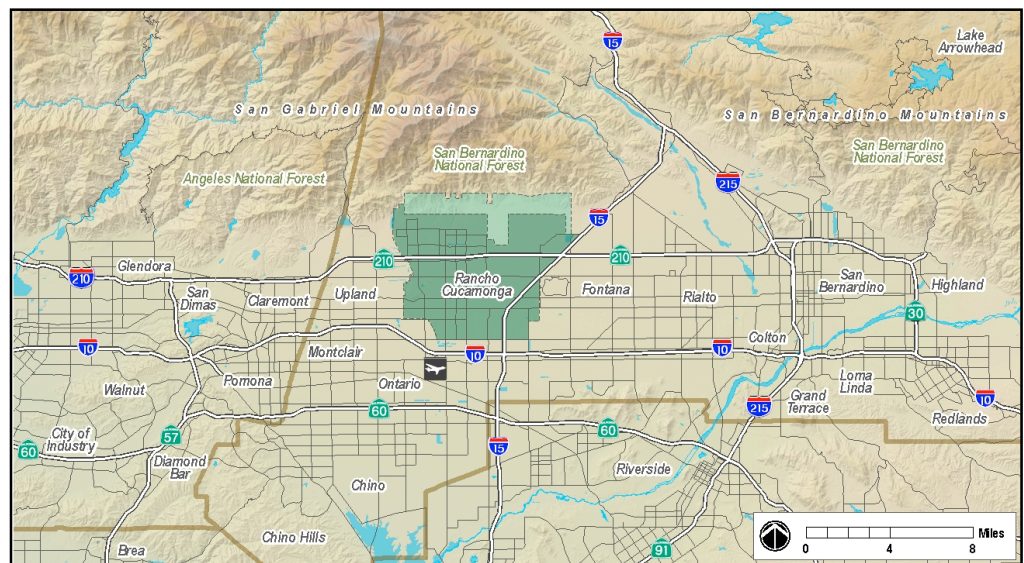 15
Lake
Arrowhead
San Gabriel Mountains
San Bernardino Mountains
San Bernardino
National Forest
San Bernardino
National Forest
Angeles National Forest
215
15
210
210
210
Glendora
San
Dimas
Claremont
Upland
Rancho
Cucamonga
Fontana
Rialto
San
Bernardino
Highland
30
10
Montclair
10
10
Colton
Walnut
Pomona
Ontario
Loma
Linda
10
Grand
Terrace
215
Redlands
60
60
15
57
City of
Industry
60
Diamond
Bar
Riverside
Chino
Chino Hills
Brea
91
Miles
0 4 8